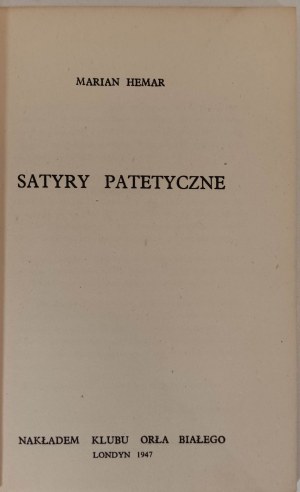 MARIAN HEMAR
SATYRY PATETYCZNE
NAKŁADEM KLUBU ORŁA BIAŁEGO
LONDYN 1947